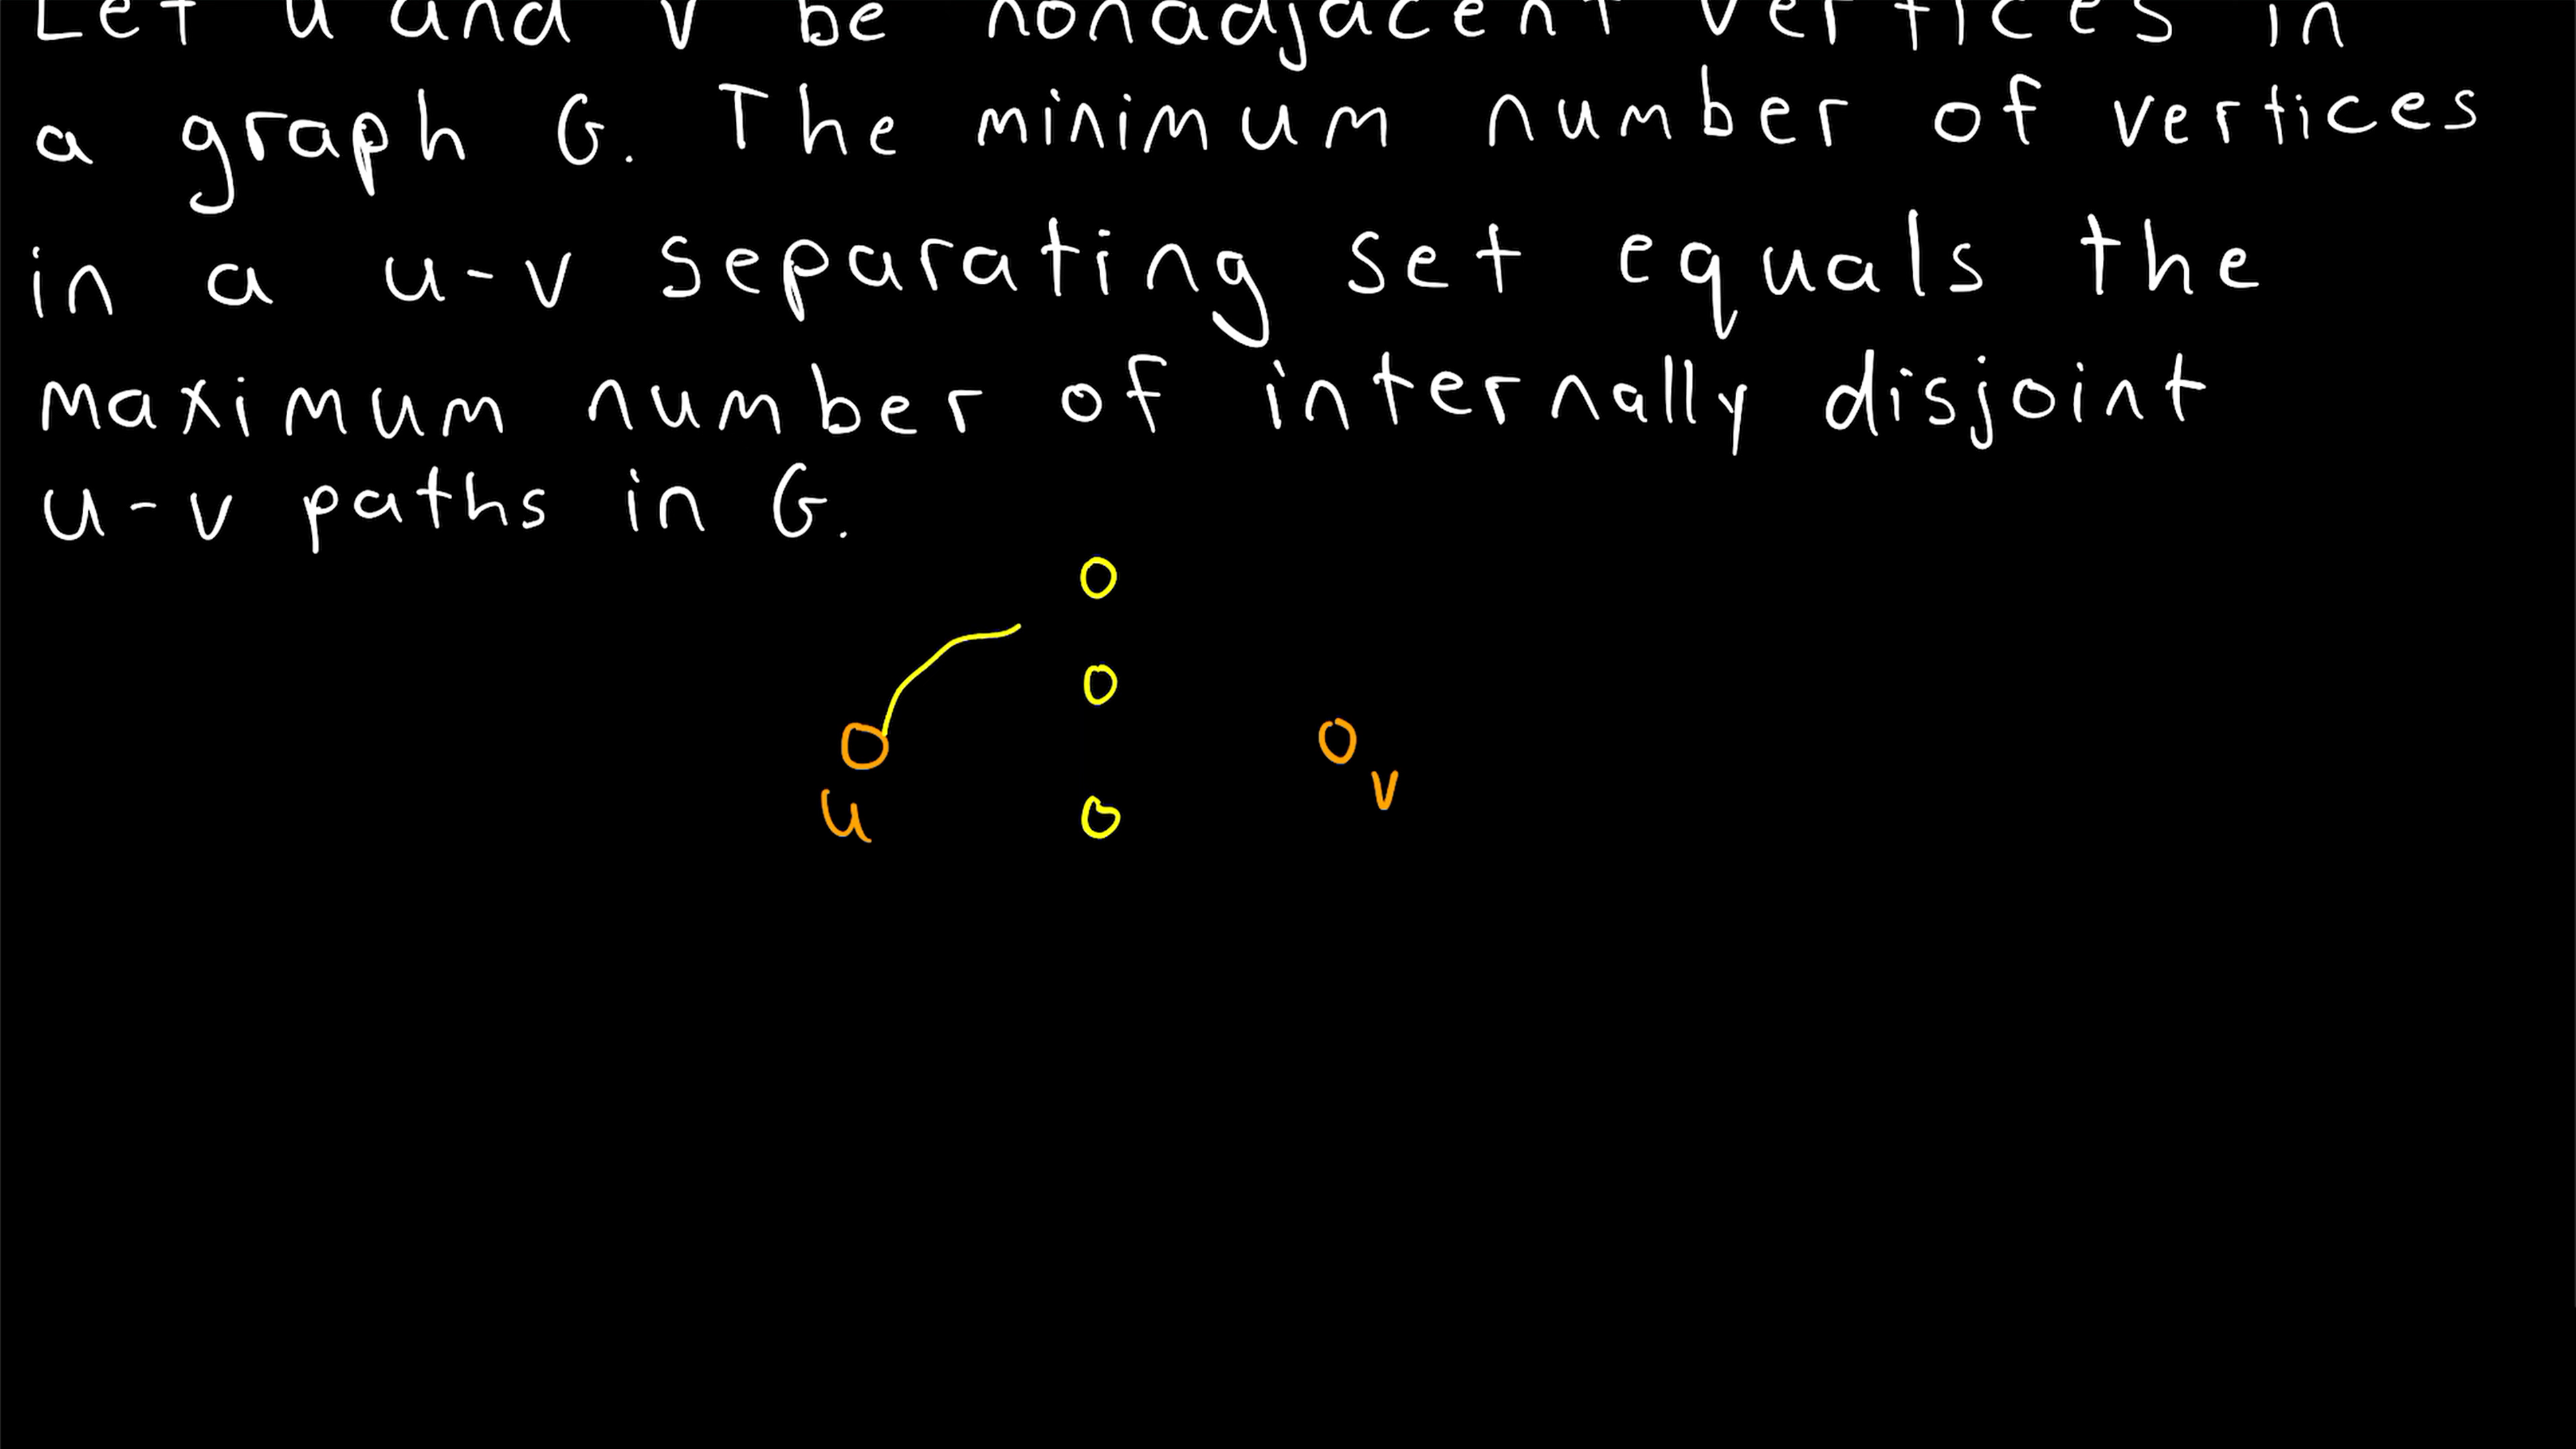 Let u and v be nonadjacent vertices in
a graph G. The minimum number of vertices
in a u-v separating set equals the
maximum number of internally disjoint
u-v paths in G.
u
v